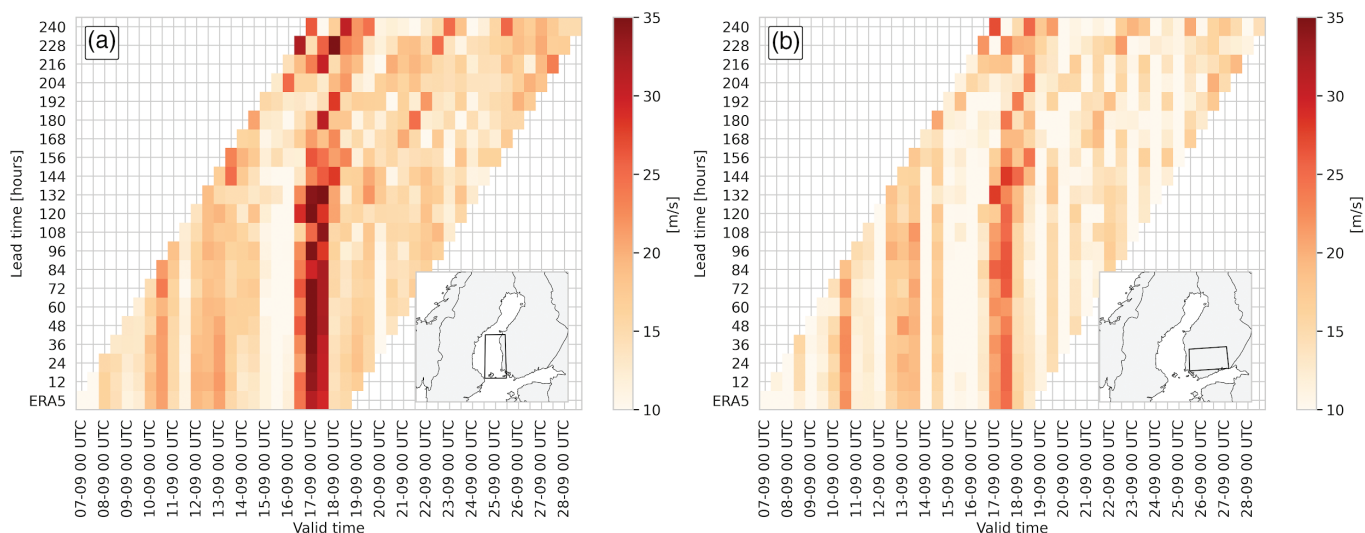 (a)
Lead time [hours]
240
228
216
204
192
180
168
156
144
132
120
108
96
84
72
60
48
36
24
12
ERA5
07-09 00 UTC
08-09 00 UTC
09-09 00 UTC
10-09 00 UTC
11-09 00 UTC
12-09 00 UTC
13-09 00 UTC
14-09 00 UTC
15-09 00 UTC
16-09 00 UTC
17-09 00 UTC
18-09 00 UTC
19-09 00 UTC
20-09 00 UTC
21-09 00 UTC
22-09 00 UTC
23-09 00 UTC
24-09 00 UTC
25-09 00 UTC
26-09 00 UTC
27-09 00 UTC
28-09 00 UTC
Valid time
35
30
25
20
15
10
[m/s]
(b)
Lead time [hours]
240
228
216
204
192
180
168
156
144
132
120
108
96
84
72
60
48
36
24
12
ERA5
07-09 00 UTC
08-09 00 UTC
09-09 00 UTC
10-09 00 UTC
11-09 00 UTC
12-09 00 UTC
13-09 00 UTC
14-09 00 UTC
15-09 00 UTC
16-09 00 UTC
17-09 00 UTC
18-09 00 UTC
19-09 00 UTC
20-09 00 UTC
21-09 00 UTC
22-09 00 UTC
23-09 00 UTC
24-09 00 UTC
25-09 00 UTC
26-09 00 UTC
27-09 00 UTC
28-09 00 UTC
Valid time
35
30
25
20
15
10
[m/s]